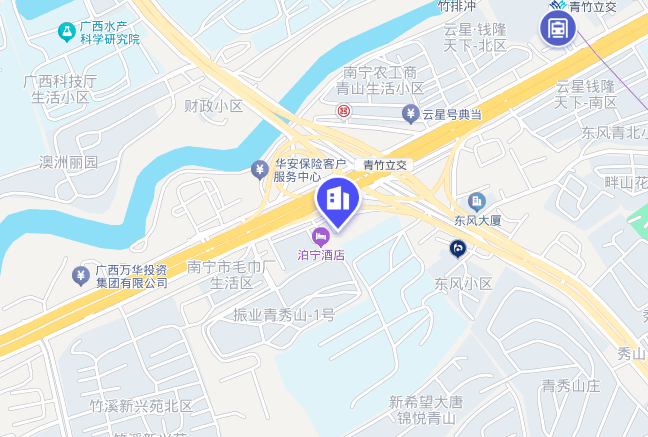 竹排冲
青竹立交
广西水产
科学研究院
云星·钱隆
天下-北区
南宁农工商
青山生活小区
广西科技厅
生活小区
云星钱隆
天下-南区
财政小区
云星号典当
东风青北小
澳洲丽园
华安保险客户
服务中心
青竹立交
畔山花
东风大厦
泊宁酒店
广西万华投资
集团有限公司
南宁市毛巾厂
生活区
东风小区
振业青秀山-1号
秀山
青秀山庄
竹溪新兴苑北区
新希望大唐
锦悦青山
竹溪新兴苑